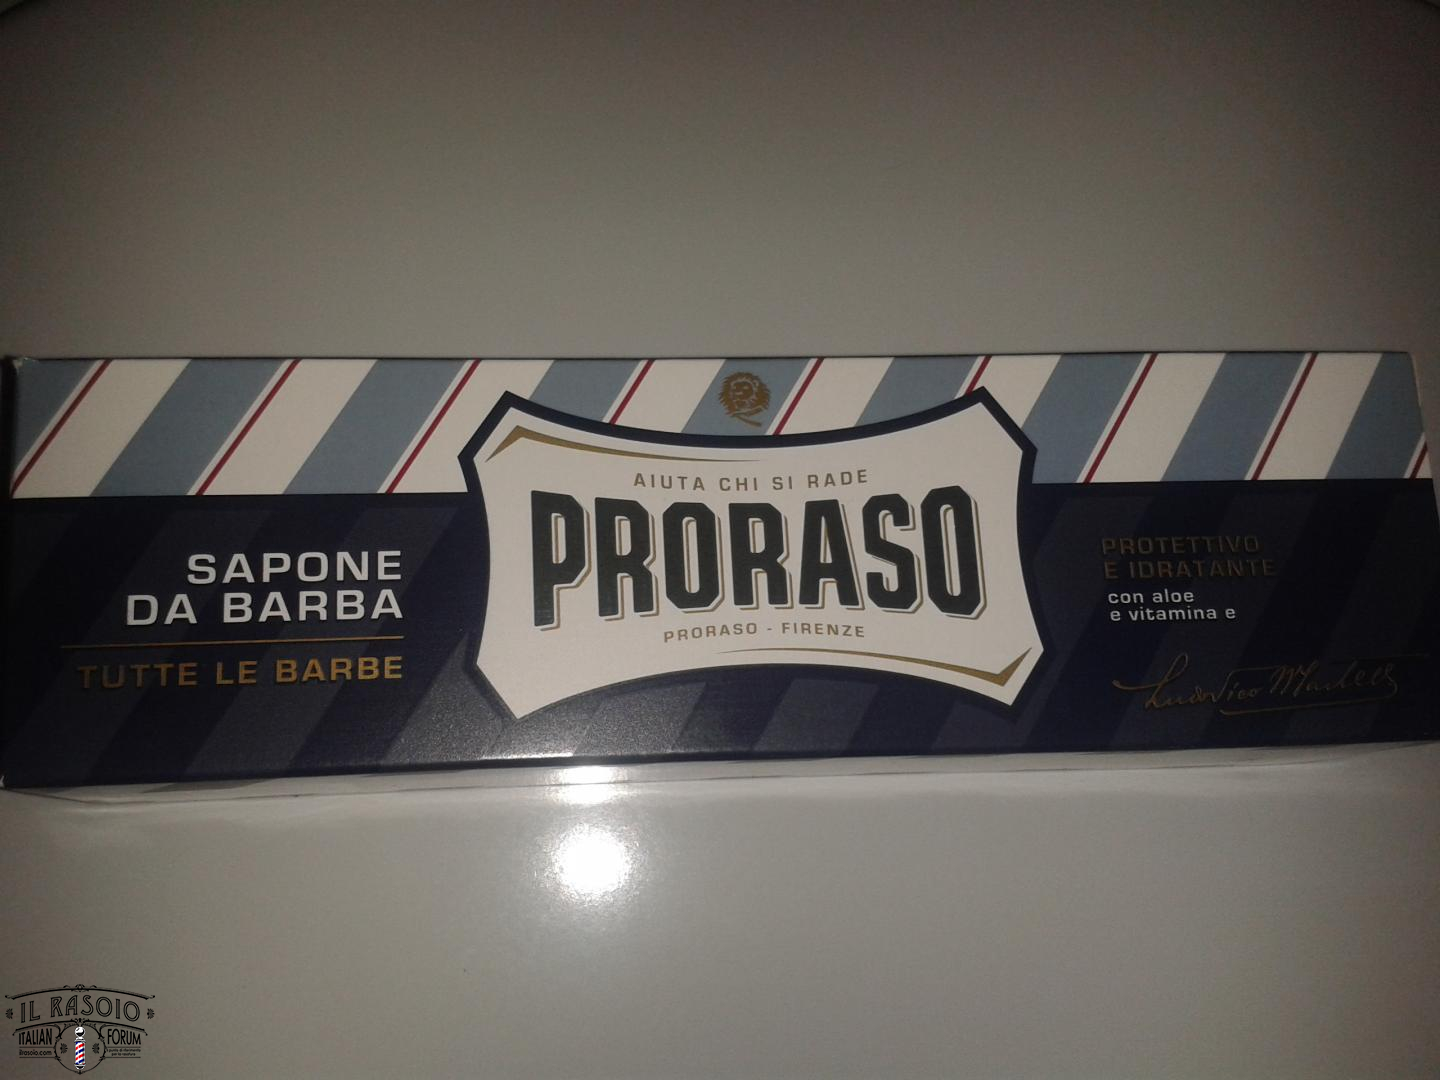 AIUTA CHI SI RADE
PRORASO
PRORASO - FIRENZE
SAPONE
DA BARBA
TUTTE LE BARBE
PROTETTIVO
E IDRATANTE
con aloe
e vitamina e
IL RASOIO
ITALIAN FORUM